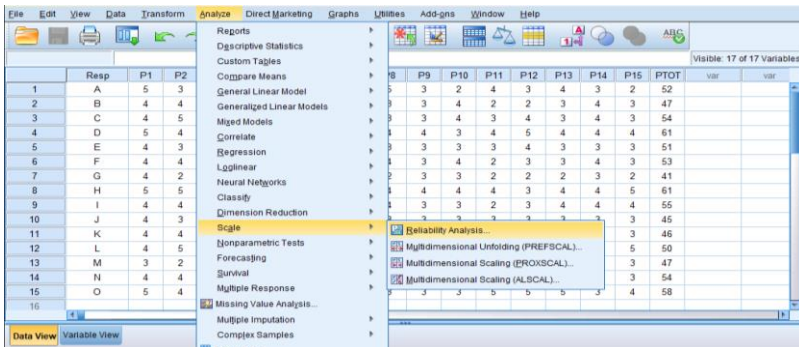 File Edit View Data Transform Analyze Direct Marketing Graphs Utilities Add-ons Window Help
Reports
Descriptive Statistics
Visible: 17 of 17 Variables
Custom Tables
Resp P1 P2 Compare Means P8 P9 P10 P11 P12 P13 P14 P15 PTOT var var
1 A 5 3 General Linear Model 3 2 4 3 4 3 2 52
2 B 4 4 Generalized Linear Models 3 4 2 2 3 4 3 47
3 C 4 5 Mixed Models 3 4 3 4 3 4 3 54
4 D 5 4 Correlate 4 3 4 5 4 4 4 61
5 E 4 3 Regression 3 3 3 4 3 3 51
6 F 4 4 Loglinear 3 4 2 3 3 4 3 53
7 G 4 2 Neural Networks 3 3 2 2 3 2 41
8 H 5 5 Classify 4 4 4 3 4 4 5 61
9 I 4 4 Dimension Reduction 3 3 2 3 4 4 4 55
10 J 4 3 Scale 3 45
11 K 4 4 Nonparametric Tests Reliability Analysis... 3 46
12 L 4 5 Forecasting Multidimensional Unfolding (PREFSCAL)... 5 50
13 M 3 2 Survival Multidimensional Scaling (PROXSCAL)... 3 47
14 N 4 4 Multiple Response Multidimensional Scaling (ALSCAL)... 3 54
15 O 5 4 Missing Value Analysis... 3 3 5 5 5 3 4 58
16
Multiple Imputation
Data View Variable View Complex Samples